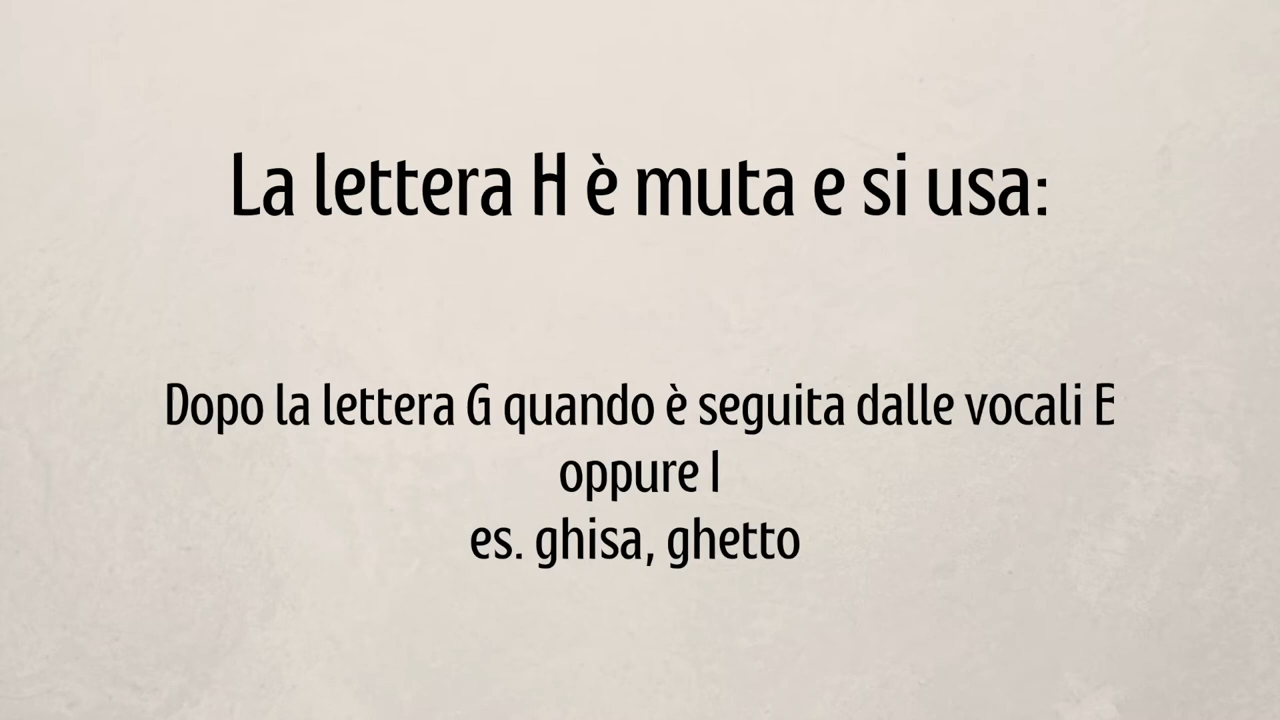 La lettera H è muta e si usa:
Dopo la lettera G quando è seguita dalle vocali E
oppure I
es. ghisa, ghetto